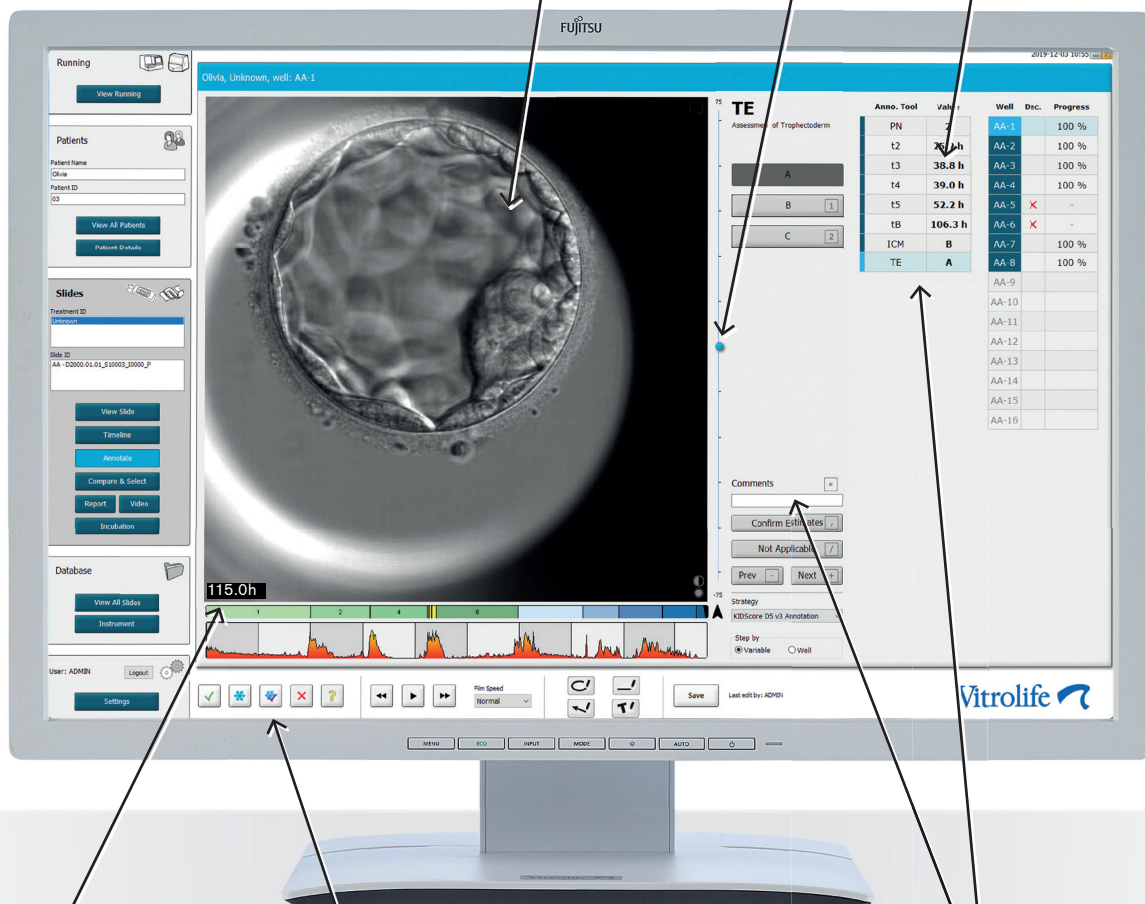 FUJITSU
2019-12-03 10:55
Running
View Running
Patients
Patient Name
Olivia
Patient ID
03
View All Patients
Patient Details
Slides
Treatment ID
Unknown
Slide ID
AA -D2000.01.01_S10003_I0000_P
View Slide
Timeline
Annotate
Compare & Select
Report Video
Incubation
Database
View All Slides
Instrument
User: ADMIN Logout
Settings
Olivia, Unknown, well: AA-1
115.0h
1 2 4 8
75
-75
TE
Assessment of Trophectoderm
A
B 1
C 2
Comments *
Confirm Estimates ,
Not Applicable /
Prev - Next +
Strategy
KIDScore D5 v3 Annotation
Step by
Variable Well
Anno. Tool Value
PN 2
t2
t3 38.8 h
t4 39.0 h
t5 52.2 h
tB 106.3 h
ICM B
TE A
Well Dec. Progress
AA-1 100 %
AA-2 100 %
AA-3 100 %
AA-4 100 %
AA-5 -
AA-6 -
AA-7 100 %
AA-8 100 %
AA-9
AA-10
AA-11
AA-12
AA-13
AA-14
AA-15
AA-16
?
Film Speed
Normal
T
Save Last edit by: ADMIN
Vitrolife
MENU ECO INPUT MODE AUTO